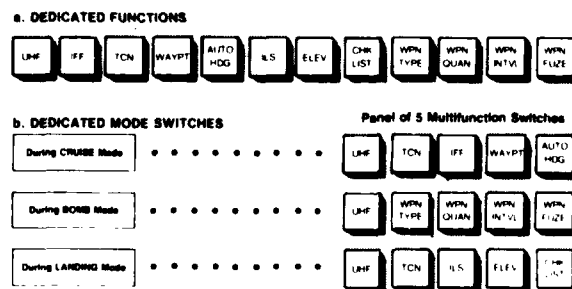 a. DEDICATED FUNCTIONS
UHF IFF TCN WAYPT AUTO HDG ILS ELEV CHK LIST WPN TYPE WPN QUAN WPN INTVL WPN FUZE
b. DEDICATED MODE SWITCHES
Panel of 5 Multifunction Switches
During CRUISE Mode UHF TCN IFF WAYPT AUTO HDG
During BOMB Mode UHF WPN TYPE WPN QUAN WPN INTVL WPN FUZE
During LANDING Mode UHF TCN ILS ELEV CHK LIST